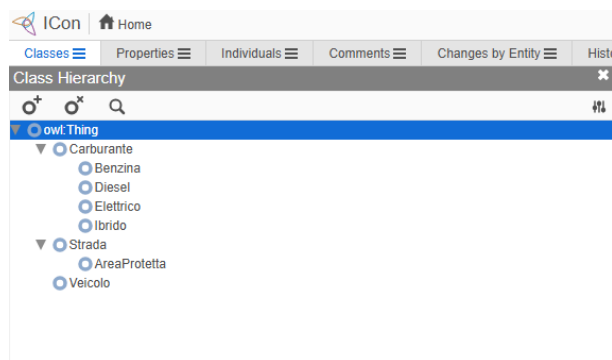 ICon Home
Classes Properties Individuals Comments Changes by Entity
Class Hierarchy
owl:Thing
Carburante
Benzina
Diesel
Elettrico
Ibrido
Strada
AreaProtetta
Veicolo